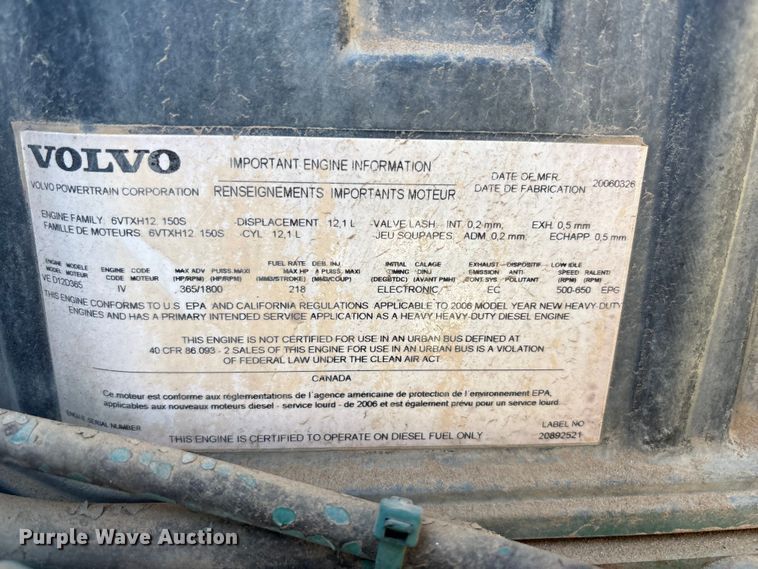 VOLVO
VOLVO POWERTRAIN CORPORATION
IMPORTANT ENGINE INFORMATION
RENSEIGNEMENTS IMPORTANTS MOTEUR
DATE OF MFR.
DATE DE FABRICATION 20060326
ENGINE FAMILY 6VTXH12 150S -DISPLACEMENT 12,1 L -VALVE LASH INT. 0,2 mm, EXH. 0,5 mm
FAMILLE DE MOTEURS 6VTXH12 150S -CYL 12,1 L -JEU SOUPAPES ADM. 0,2 mm, ECHAPP 0,5 mm
ENGINE MODEL ENGINE CODE MAX ADV PUISS.MAXI FUEL RATE DEB. INJ. INITIAL CALAGE EXHAUST DISPOSITIF LOW IDLE
MODEL MOTEUR CODE MOTEUR (HP/RPM) (HP/RPM) MAX HP A PUISS. MAXI TIMING D'INJ EMISSION ANTI SPEED RALENTI
(MM3/STROKE) (MM3/COUP) (DEGBTDC) (AVANT PMH) CONT.SYS POLUTANT (RPM) (RPM)
VE D12D365 IV 365/1800 218 ELECTRONIC EC 500-650 EPG
THIS ENGINE CONFORMS TO U.S. EPA AND CALIFORNIA REGULATIONS APPLICABLE TO 2006 MODEL YEAR NEW HEAVY-DUTY
ENGINES AND HAS A PRIMARY INTENDED SERVICE APPLICATION AS A HEAVY HEAVY-DUTY DIESEL ENGINE
THIS ENGINE IS NOT CERTIFIED FOR USE IN AN URBAN BUS DEFINED AT
40 CFR 86.093 - 2 SALES OF THIS ENGINE FOR USE IN AN URBAN BUS IS A VIOLATION
OF FEDERAL LAW UNDER THE CLEAN AIR ACT
CANADA
Ce moteur est conforme aux réglementations de l'agence américaine de protection de l'environnement EPA,
applicables aux nouveaux moteurs diesel - service lourd - de 2006 et est également prévu pour un service lourd
ENGINE SERIAL NUMBER
THIS ENGINE IS CERTIFIED TO OPERATE ON DIESEL FUEL ONLY
LABEL NO
20892521
Purple Wave Auction